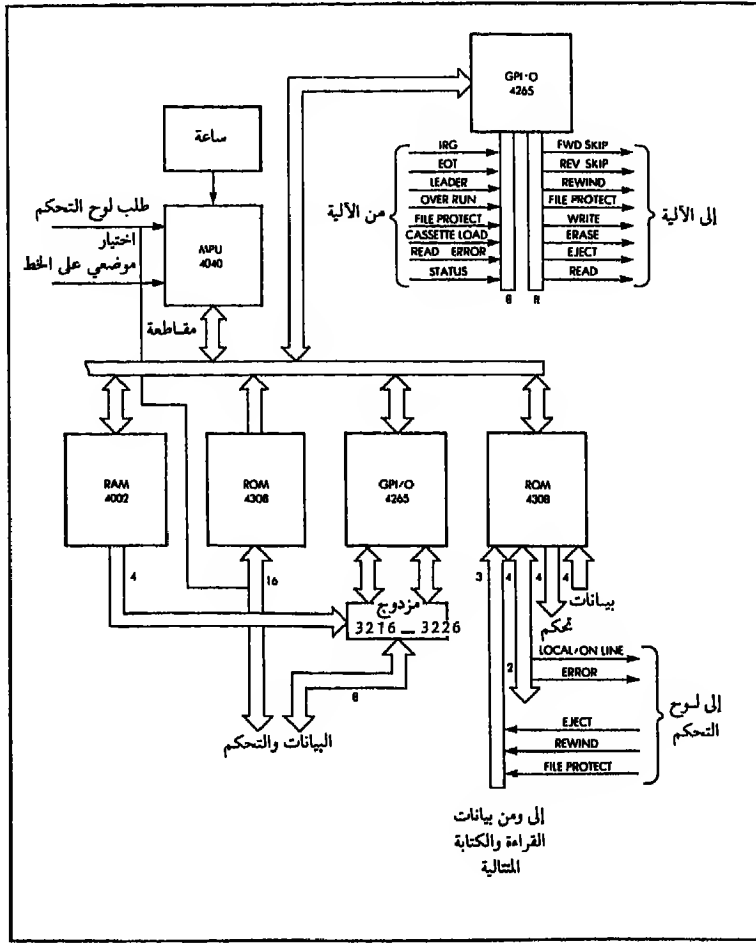 GPI·O
4265
ساعة
IRG
EOT
LEADER
OVER RUN
FILE PROTECT
CASSETTE LOAD
READ ERROR
STATUS
من الآلية
FWD SKIP
REV SKIP
REWIND
FILE PROTECT
WRITE
ERASE
EJECT
READ
إلى الآلية
8
طلب لوح التحكم
اختيار
موضعي على الخط
MPU
4040
مقاطعة
RAM
4002
ROM
4308
GPI/O
4265
ROM
4308
4
16
3
4
4
4
مزدوج
3216 — 3226
بيانات
تحكم
2
LOCAL/ON LINE
ERROR
8
EJECT
REWIND
FILE PROTECT
إلى لوح
التحكم
البيانات والتحكم
إلى ومن بيانات
القراءة والكتابة
المتتالية